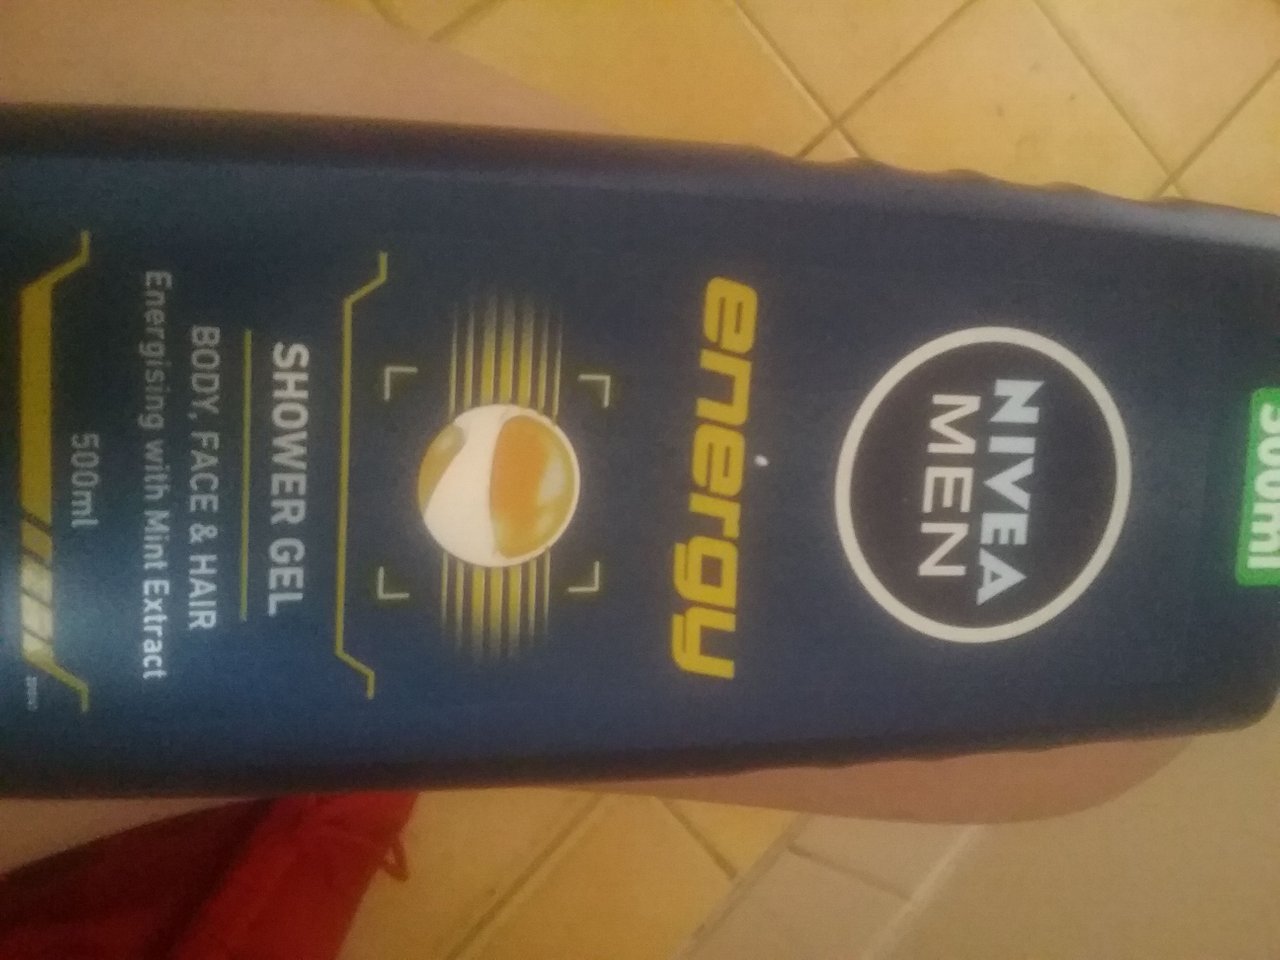 500ml
NIVEA
MEN
energy
SHOWER GEL
BODY, FACE & HAIR
Energising with Mint Extract
500ml